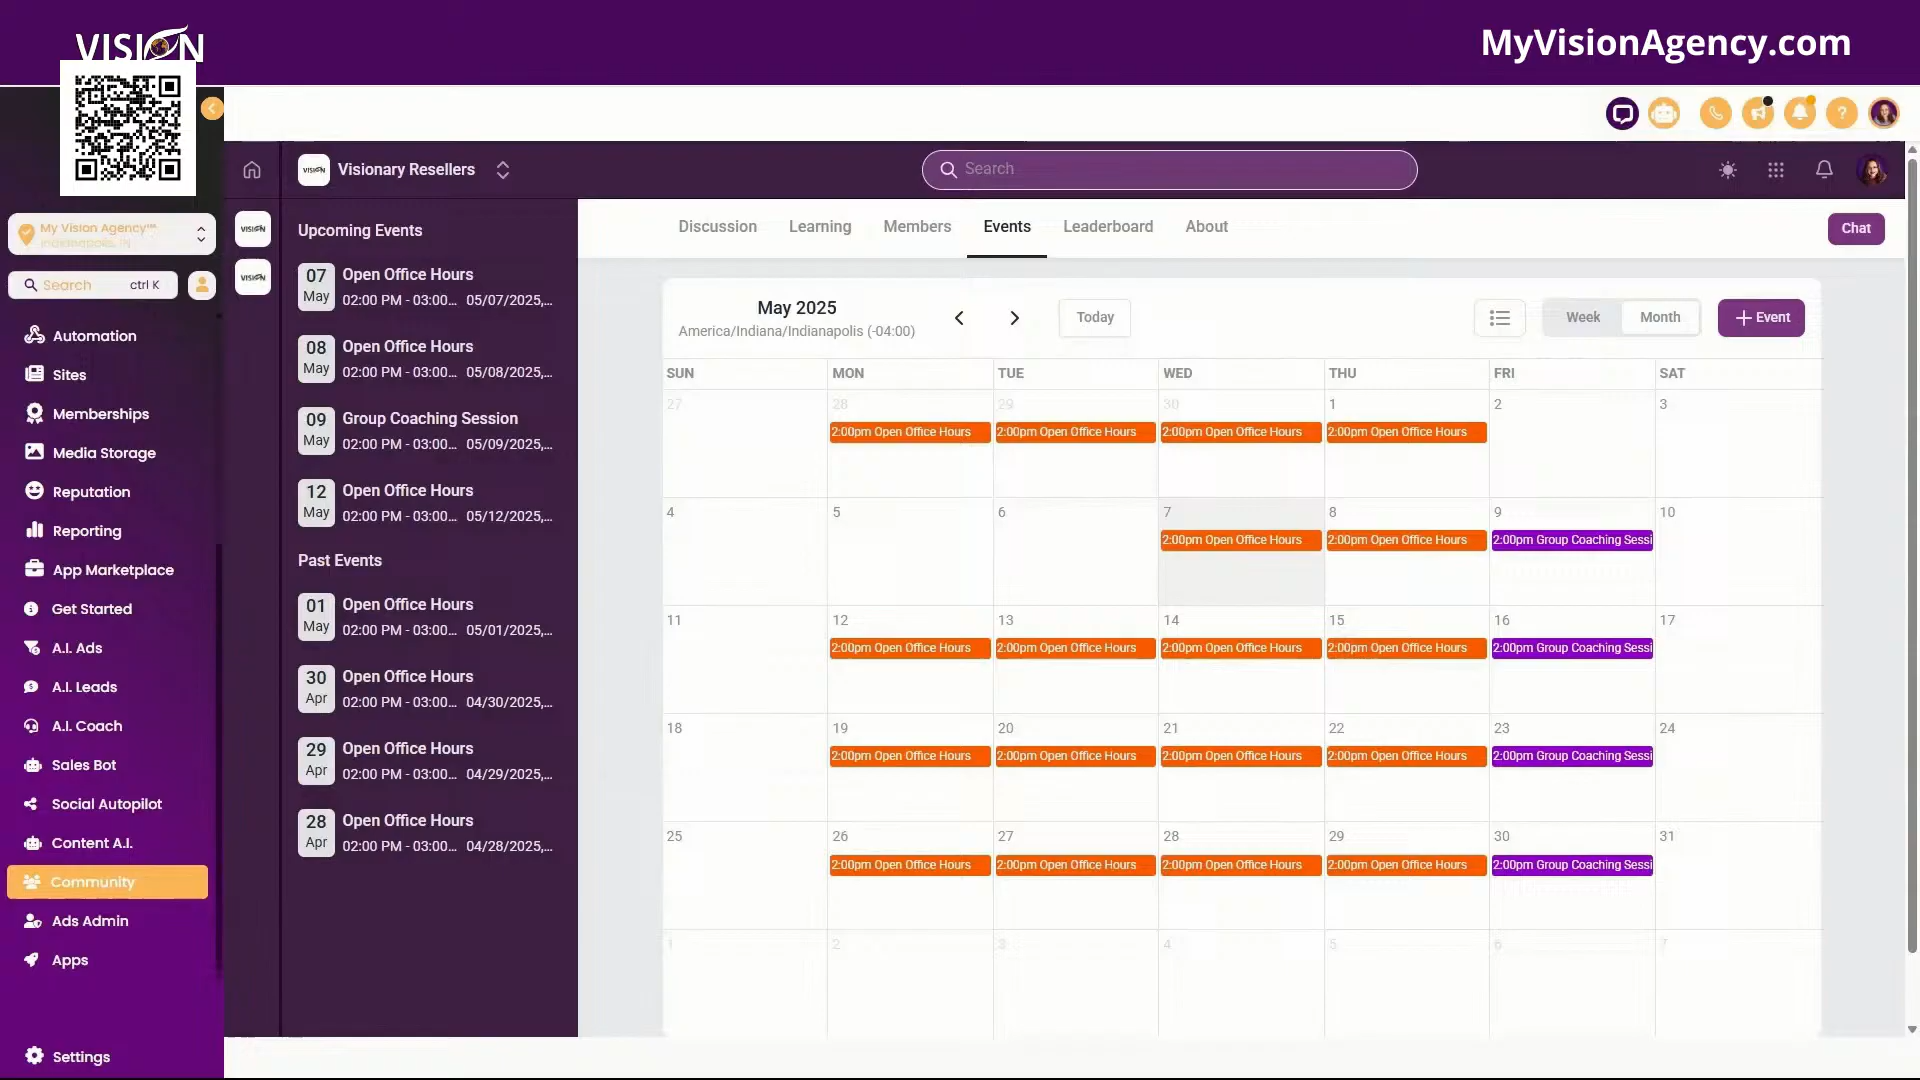 VISION
MyVisionAgency.com
My Vision Agency™
Indianapolis, IN
Search
ctrl K
Automation
Sites
Memberships
Media Storage
Reputation
Reporting
App Marketplace
Get Started
A.I. Ads
A.I. Leads
A.I. Coach
Sales Bot
Social Autopilot
Content A.I.
Community
Ads Admin
Apps
Settings
VISION
Visionary Resellers
Search
VISION
VISION
Upcoming Events
07 May
Open Office Hours
02:00 PM - 03:00... 05/07/2025,...
08 May
Open Office Hours
02:00 PM - 03:00... 05/08/2025,...
09 May
Group Coaching Session
02:00 PM - 03:00... 05/09/2025,...
12 May
Open Office Hours
02:00 PM - 03:00... 05/12/2025,...
Past Events
01 May
Open Office Hours
02:00 PM - 03:00... 05/01/2025,...
30 Apr
Open Office Hours
02:00 PM - 03:00... 04/30/2025,...
29 Apr
Open Office Hours
02:00 PM - 03:00... 04/29/2025,...
28 Apr
Open Office Hours
02:00 PM - 03:00... 04/28/2025,...
Discussion Learning Members Events Leaderboard About
Chat
May 2025
America/Indiana/Indianapolis (-04:00)
Today
Week Month
+ Event
SUN MON TUE WED THU FRI SAT
27 28 29 30 1 2 3
2:00pm Open Office Hours 2:00pm Open Office Hours 2:00pm Open Office Hours 2:00pm Open Office Hours
4 5 6 7 8 9 10
2:00pm Open Office Hours 2:00pm Open Office Hours 2:00pm Group Coaching Sessi
11 12 13 14 15 16 17
2:00pm Open Office Hours 2:00pm Open Office Hours 2:00pm Open Office Hours 2:00pm Open Office Hours 2:00pm Group Coaching Sessi
18 19 20 21 22 23 24
2:00pm Open Office Hours 2:00pm Open Office Hours 2:00pm Open Office Hours 2:00pm Open Office Hours 2:00pm Group Coaching Sessi
25 26 27 28 29 30 31
2:00pm Open Office Hours 2:00pm Open Office Hours 2:00pm Open Office Hours 2:00pm Open Office Hours 2:00pm Group Coaching Sessi
1 2 3 4 5 6 7